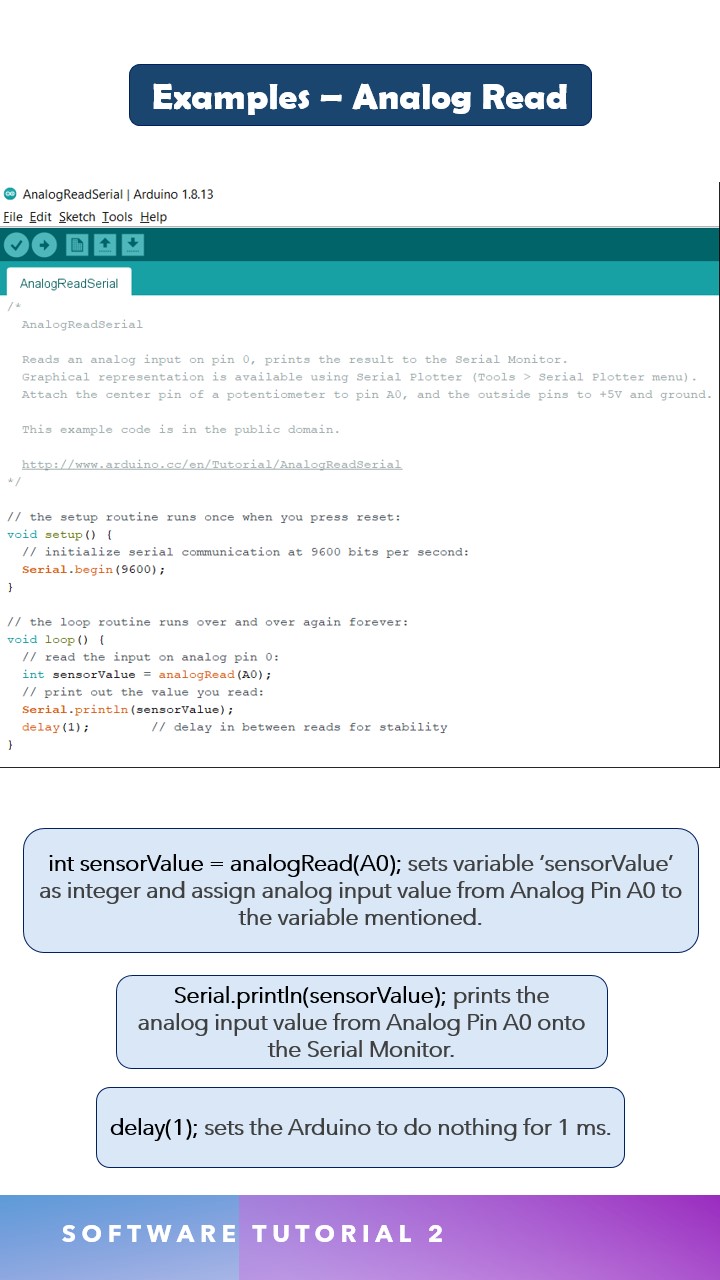 Examples – Analog Read
AnalogReadSerial | Arduino 1.8.13
File Edit Sketch Tools Help
AnalogReadSerial
/*
  AnalogReadSerial

  Reads an analog input on pin 0, prints the result to the Serial Monitor.
  Graphical representation is available using Serial Plotter (Tools > Serial Plotter menu).
  Attach the center pin of a potentiometer to pin A0, and the outside pins to +5V and ground.

  This example code is in the public domain.

  http://www.arduino.cc/en/Tutorial/AnalogReadSerial
*/

// the setup routine runs once when you press reset:
void setup() {
  // initialize serial communication at 9600 bits per second:
  Serial.begin(9600);
}

// the loop routine runs over and over again forever:
void loop() {
  // read the input on analog pin 0:
  int sensorValue = analogRead(A0);
  // print out the value you read:
  Serial.println(sensorValue);
  delay(1);        // delay in between reads for stability
}
int sensorValue = analogRead(A0); sets variable ‘sensorValue’
as integer and assign analog input value from Analog Pin A0 to
the variable mentioned.
Serial.println(sensorValue); prints the
analog input value from Analog Pin A0 onto
the Serial Monitor.
delay(1); sets the Arduino to do nothing for 1 ms.
SOFTWARE TUTORIAL 2